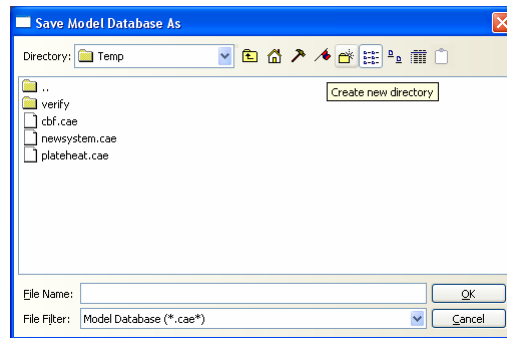 Save Model Database As
Directory: Temp
Create new directory
..
verify
cbf.cae
newsystem.cae
plateheat.cae
File Name: OK
File Filter: Model Database (*.cae*) Cancel